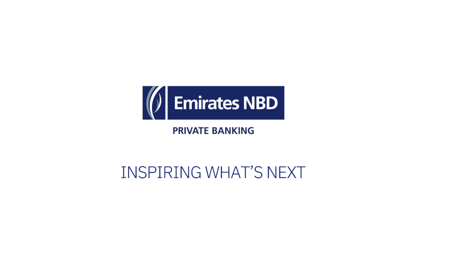 Emirates NBD
PRIVATE BANKING
INSPIRING WHAT'S NEXT